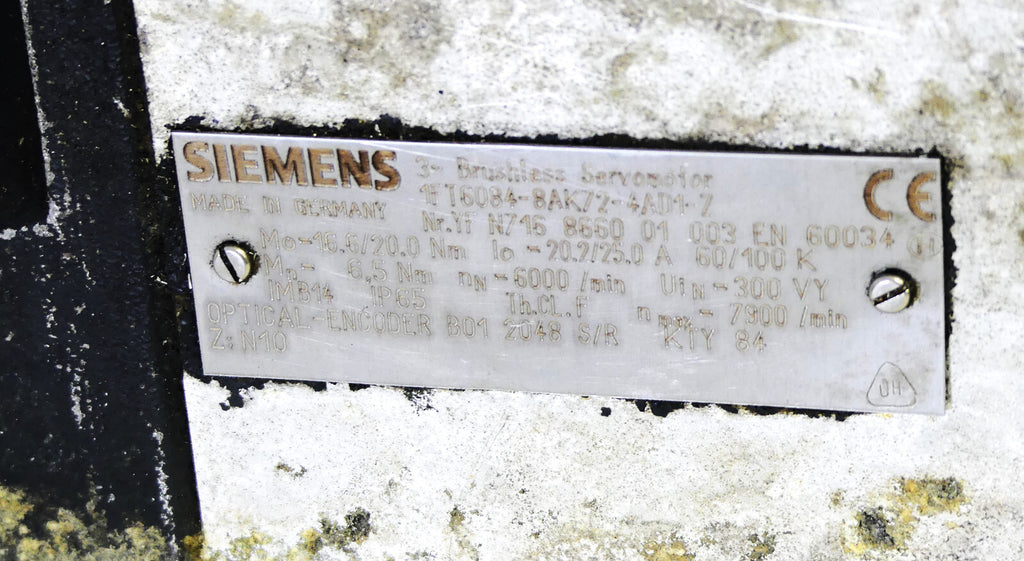 SIEMENS 3~ Brushless Servomotor
1FT6084-8AK72-4AD1-Z CE
MADE IN GERMANY Nr.YF N716 8660 01 003 EN 60034
Mo-16.6/20.0 Nm Io-20.2/25.0 A 60/100 K
Mn- 6,5 Nm nN-6000 /min UiN-300 VY
IMB14 IP65 Th.CL.F n max- 7900 /min
OPTICAL-ENCODER B01 2048 S/R KTY 84
Z: N10